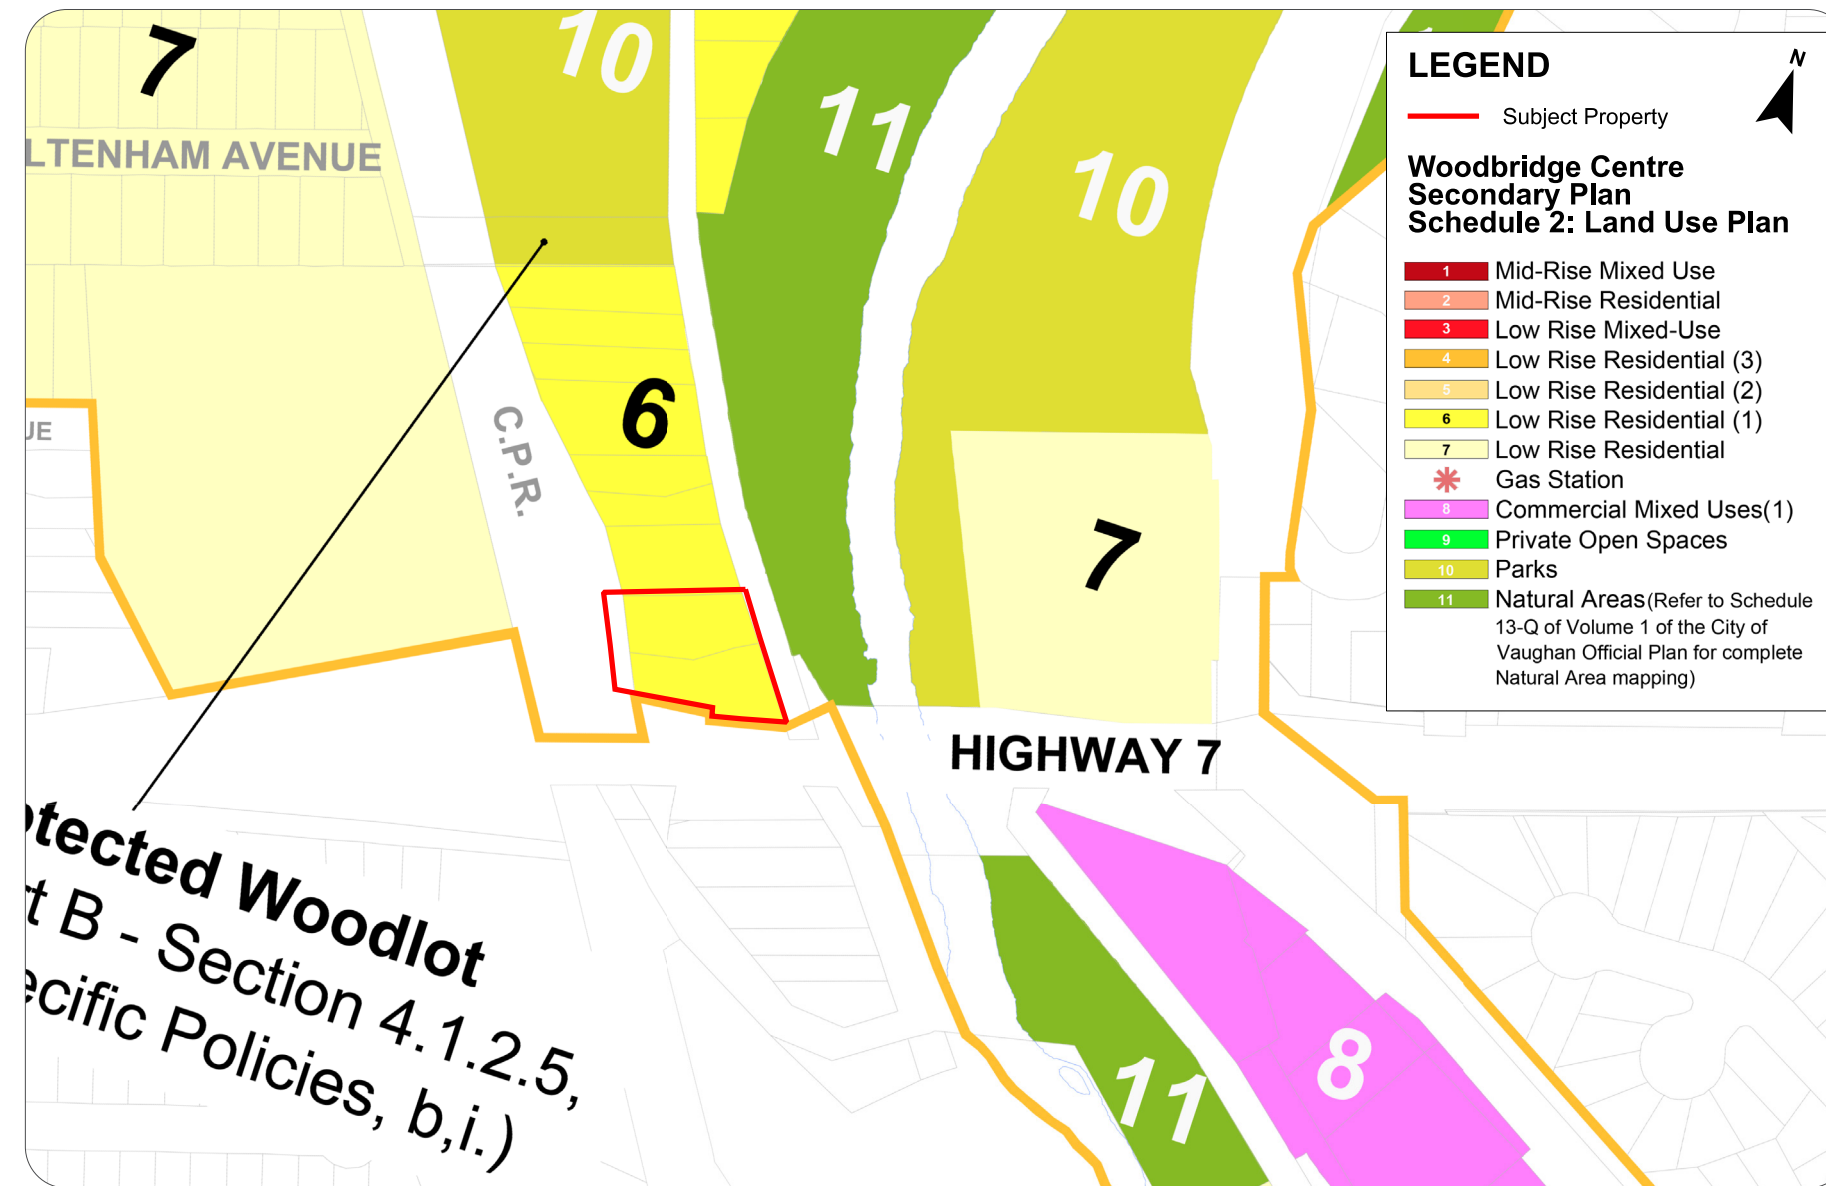 7
10
LTENHAM AVENUE
11
10
6
C.P.R.
7
HIGHWAY 7
tected Woodlot
t B - Section 4.1.2.5,
ecific Policies, b,i.)
11
8
LEGEND
N
Subject Property
Woodbridge Centre
Secondary Plan
Schedule 2: Land Use Plan
1 Mid-Rise Mixed Use
2 Mid-Rise Residential
3 Low Rise Mixed-Use
4 Low Rise Residential (3)
5 Low Rise Residential (2)
6 Low Rise Residential (1)
7 Low Rise Residential
Gas Station
8 Commercial Mixed Uses(1)
9 Private Open Spaces
10 Parks
11 Natural Areas(Refer to Schedule
13-Q of Volume 1 of the City of
Vaughan Official Plan for complete
Natural Area mapping)